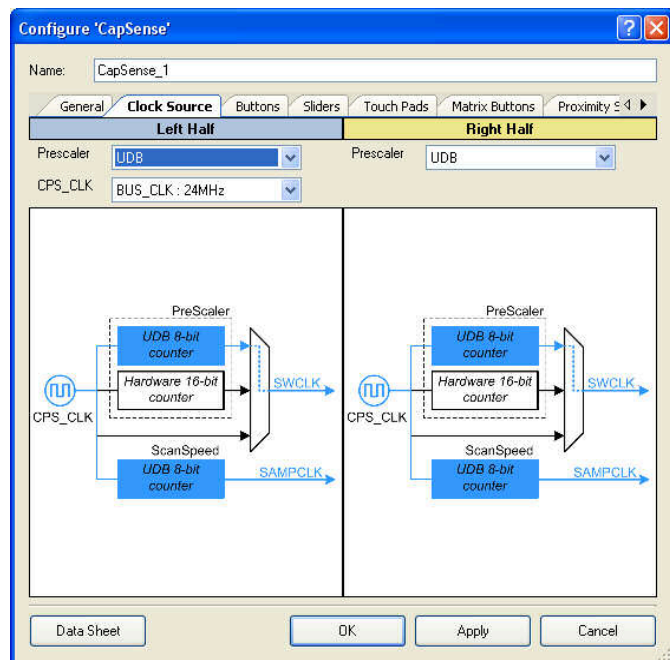 Configure 'CapSense'
Name: CapSense_1
General Clock Source Buttons Sliders Touch Pads Matrix Buttons Proximity S
Left Half Right Half
Prescaler UDB Prescaler UDB
CPS_CLK BUS_CLK : 24MHz
PreScaler
UDB 8-bit
counter
Hardware 16-bit
counter
SWCLK
CPS_CLK
ScanSpeed
UDB 8-bit
counter
SAMPCLK
PreScaler
UDB 8-bit
counter
Hardware 16-bit
counter
SWCLK
CPS_CLK
ScanSpeed
UDB 8-bit
counter
SAMPCLK
Data Sheet OK Apply Cancel